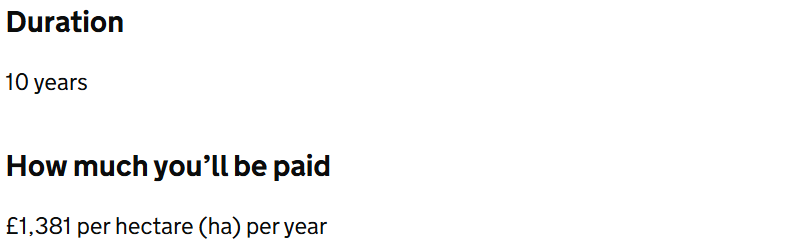 Duration
10 years
How much you’ll be paid
£1,381 per hectare (ha) per year